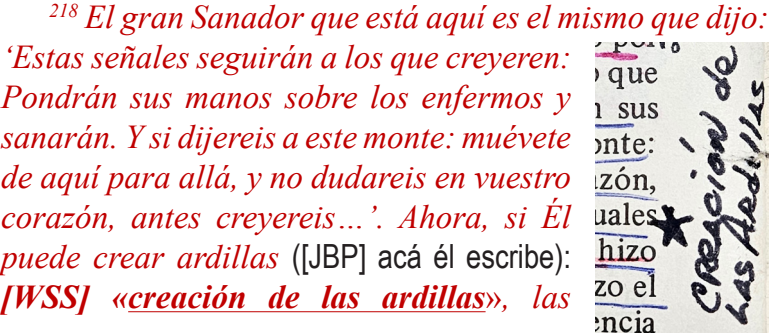 218 El gran Sanador que está aquí es el mismo que dijo:
‘Estas señales seguirán a los que creyeren:
Pondrán sus manos sobre los enfermos y
sanarán. Y si dijereis a este monte: muévete
de aquí para allá, y no dudareis en vuestro
corazón, antes creyereis…’. Ahora, si Él
puede crear ardillas ([JBP] acá él escribe):
[WSS] «creación de las ardillas», las
que
sus
onte:
azón,
uales
hizo
zo el
encia
Creación de
las Ardillas